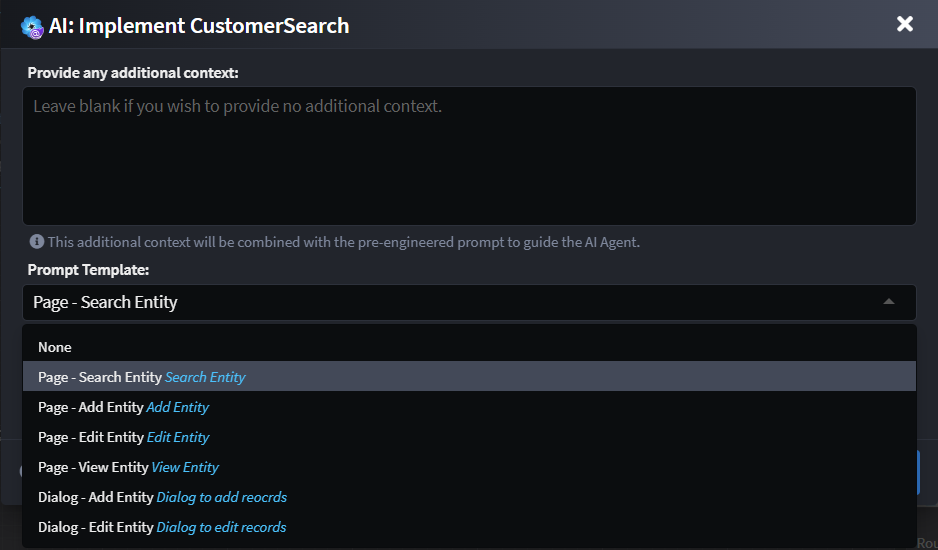 AI: Implement CustomerSearch
Provide any additional context:
Leave blank if you wish to provide no additional context.
This additional context will be combined with the pre-engineered prompt to guide the AI Agent.
Prompt Template:
Page - Search Entity
None
Page - Search Entity Search Entity
Page - Add Entity Add Entity
Page - Edit Entity Edit Entity
Page - View Entity View Entity
Dialog - Add Entity Dialog to add reocrds
Dialog - Edit Entity Dialog to edit records
Rou